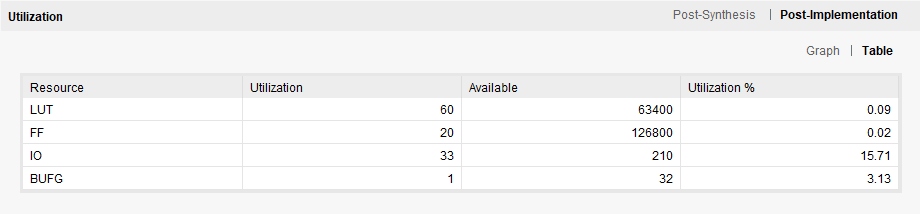 Utilization Post-Synthesis | Post-Implementation
Graph | Table
Resource Utilization Available Utilization %
LUT 60 63400 0.09
FF 20 126800 0.02
IO 33 210 15.71
BUFG 1 32 3.13